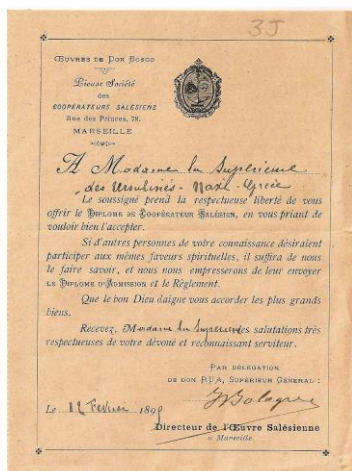 3J
ŒUVRES DE DON BOSCO
Pieuse Société
des
COOPÉRATEURS SALÉSIENS
Rue des Princes, 78.
MARSEILLE
A Madame la Supérieure
des Ursulines - Naxie - Grèce
Le soussigné prend la respectueuse liberté de vous
offrir le DIPLOME DE COOPÉRATEUR SALÉSIEN, en vous priant de
vouloir bien l'accepter.
Si d'autres personnes de votre connaissance désiraient
participer aux mêmes faveurs spirituelles, il suffira de nous
le faire savoir, et nous nous empresserons de leur envoyer
LE DIPLOME D'ADMISSION et le Règlement.
Que le bon Dieu daigne vous accorder les plus grands
biens.
Recevez, Madame la Supérieure les salutations très
respectueuses de votre dévoué et reconnaissant serviteur.
PAR DÉLÉGATION
DE DON RUA, SUPÉRIEUR GÉNÉRAL :
Le 12 Février 189
Directeur de l'Œuvre Salésienne
à Marseille.